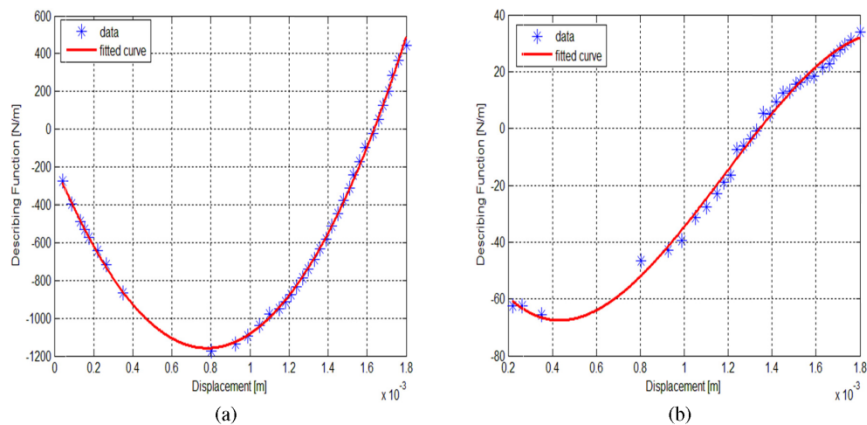 600
400
200
0
-200
-400
-600
-800
-1000
-1200
Describing Function [N/m]
data
fitted curve
0 0.2 0.4 0.6 0.8 1 1.2 1.4 1.6 1.8
Displacement [m]
x 10^-3
(a)
40
20
0
-20
-40
-60
-80
Describing Function [N/m]
data
fitted curve
0.2 0.4 0.6 0.8 1 1.2 1.4 1.6 1.8
Displacement [m]
x 10^-3
(b)